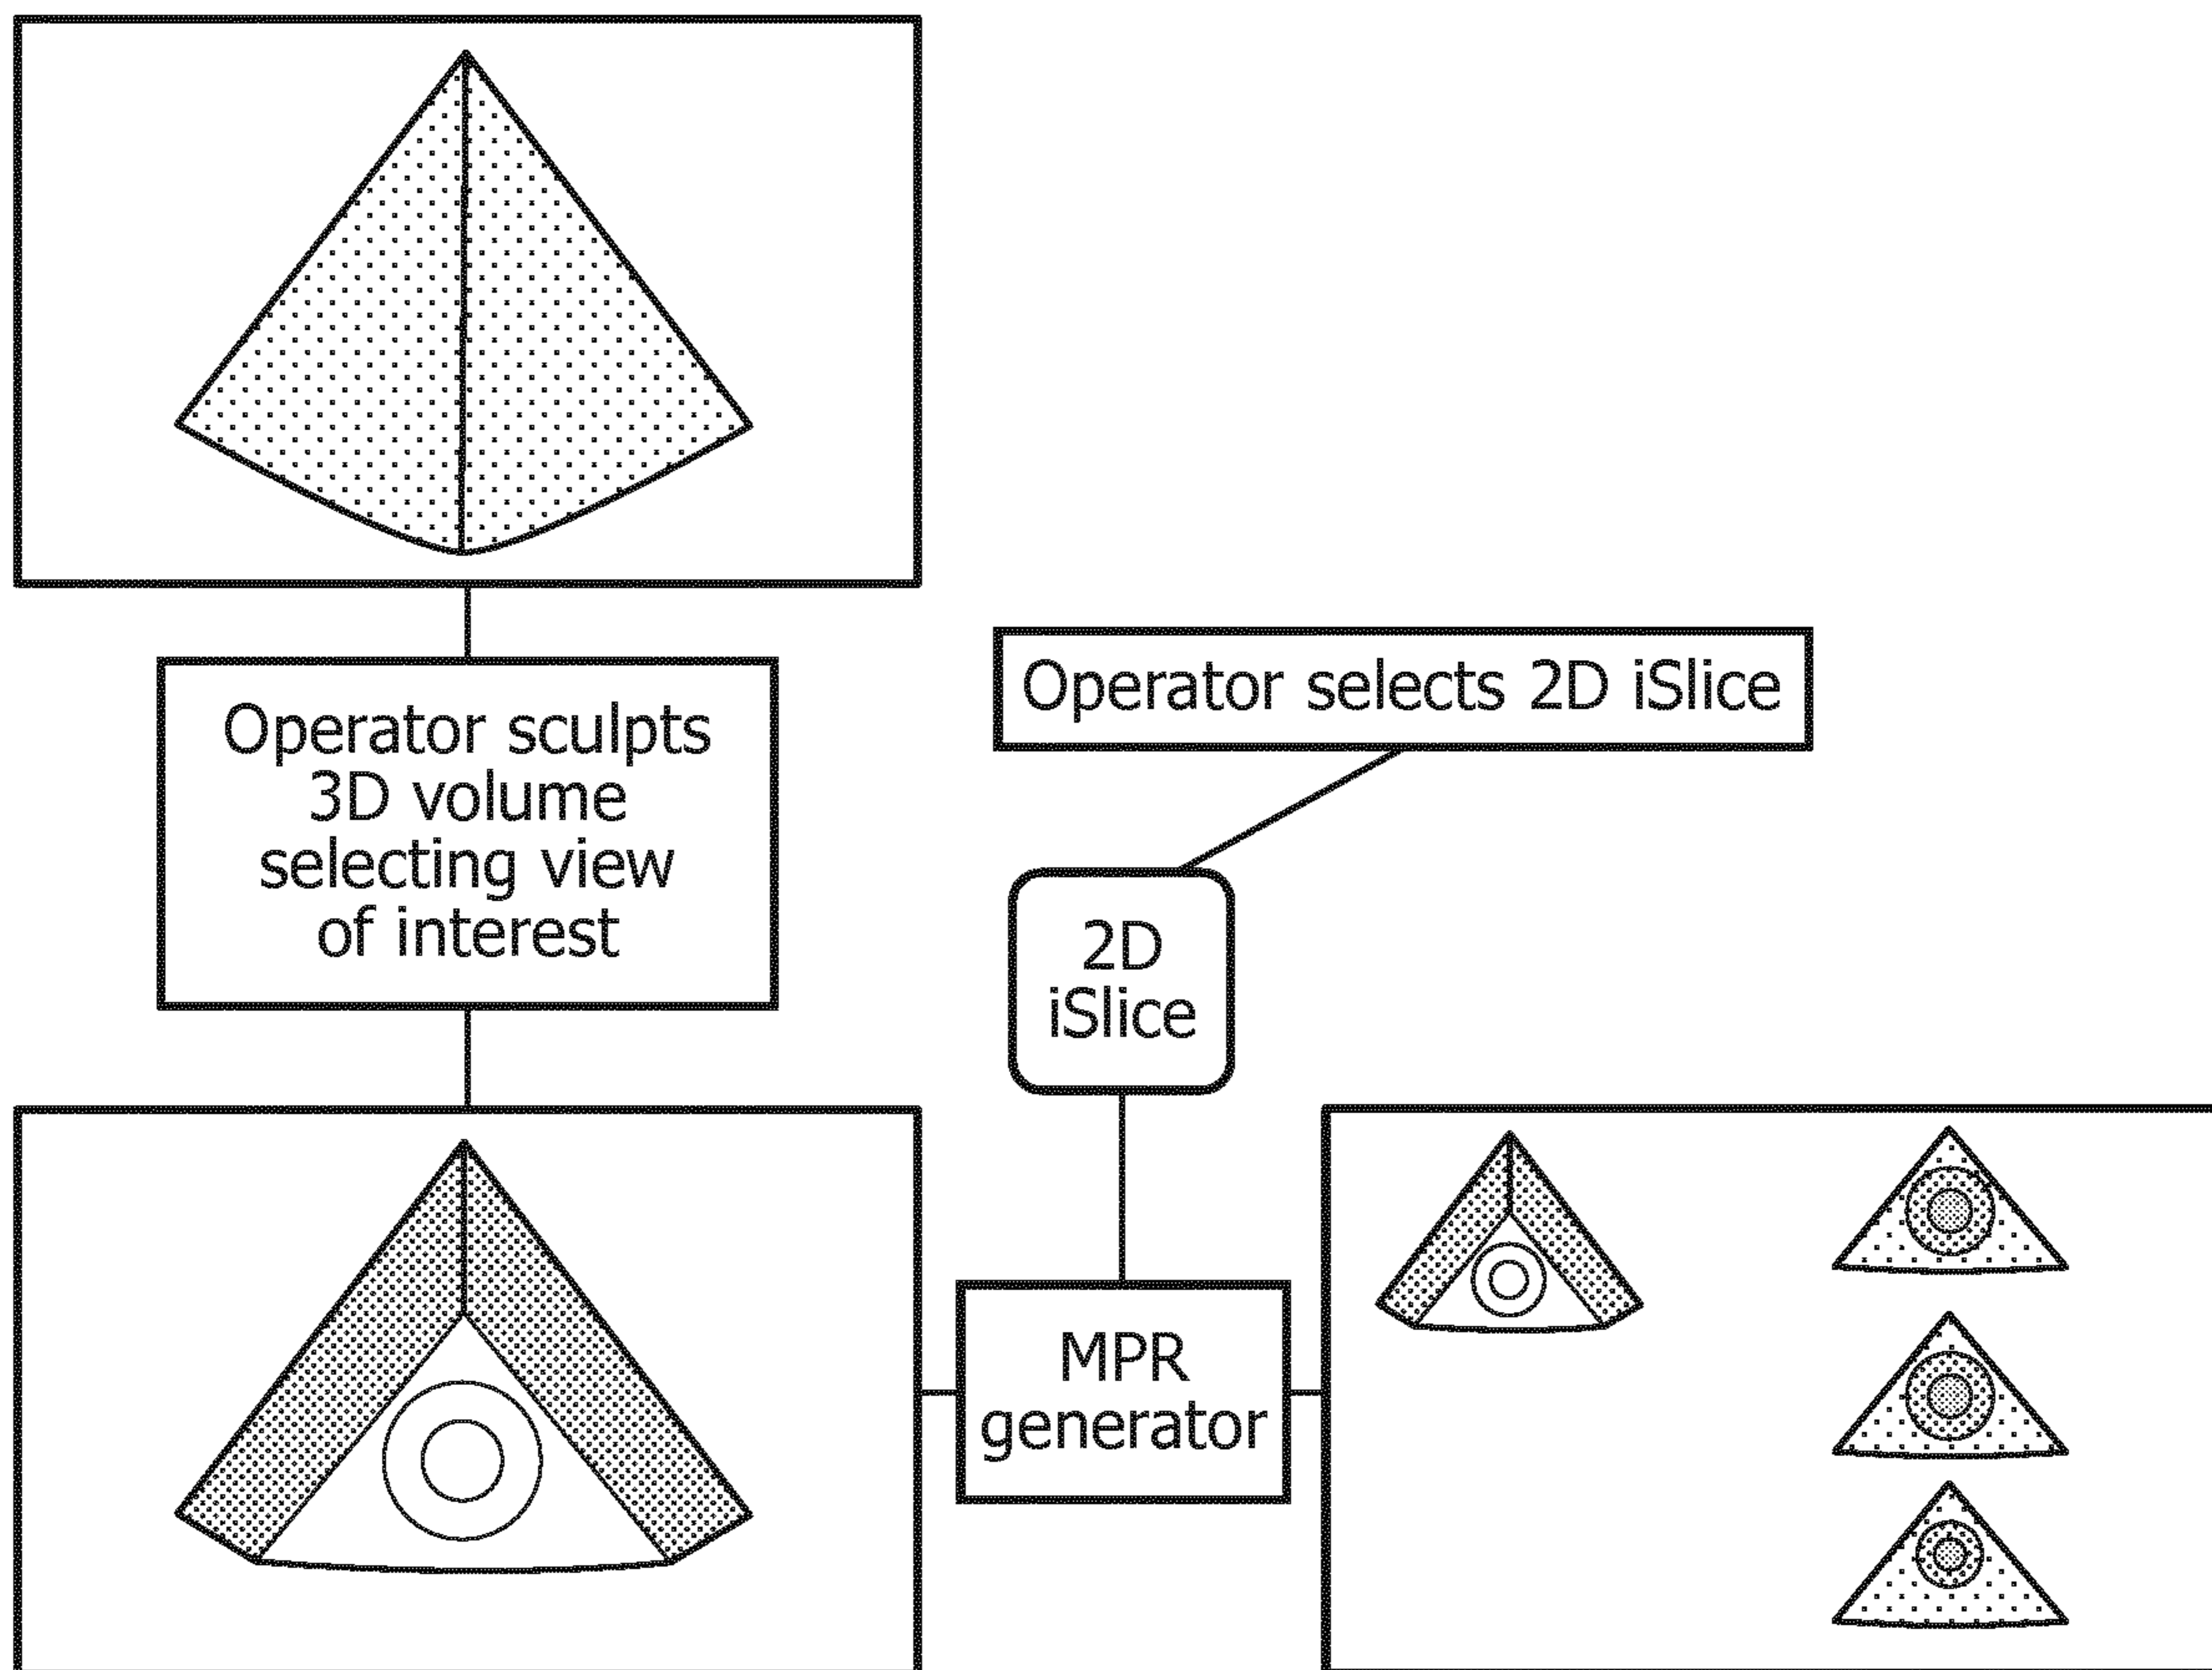 Operator sculpts
3D volume
selecting view
of interest
Operator selects 2D iSlice
2D
iSlice
MPR
generator